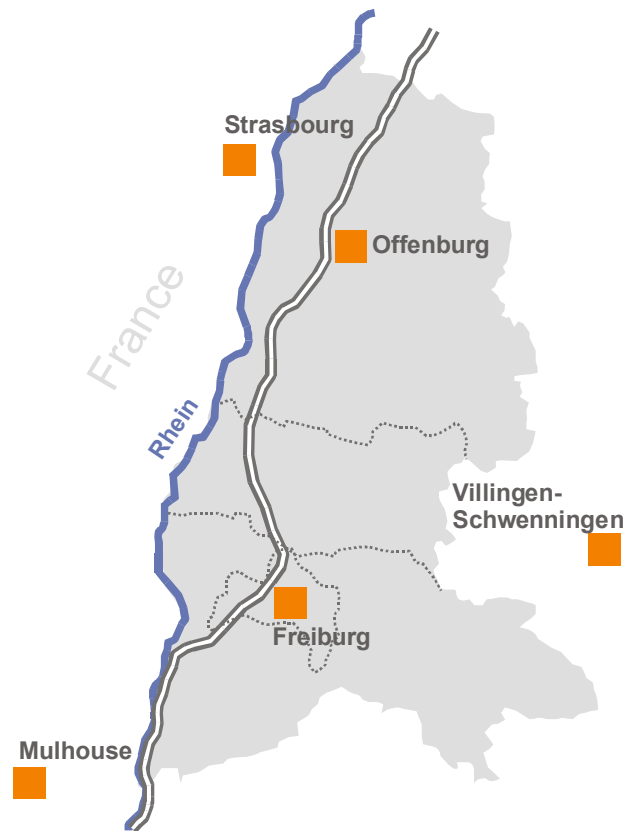 Strasbourg
Offenburg
France
Rhein
Villingen-
Schwenningen
Freiburg
Mulhouse